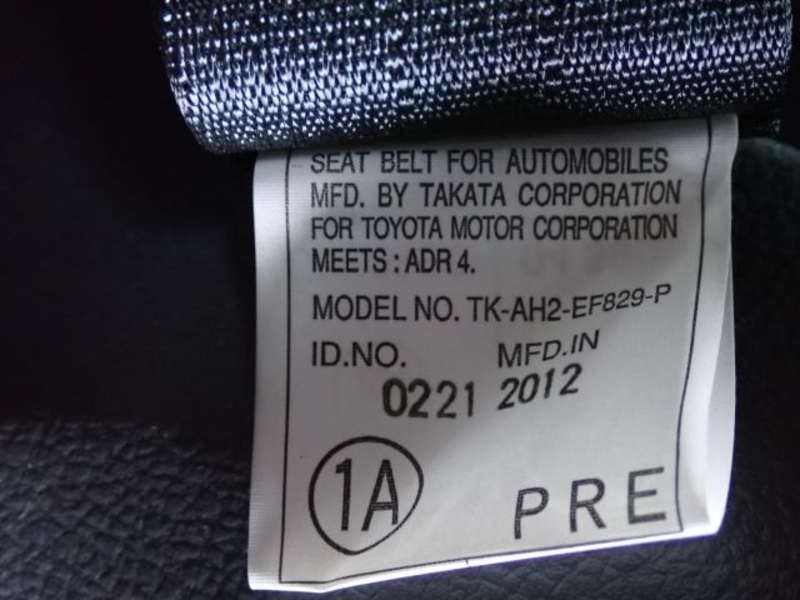 SEAT BELT FOR AUTOMOBILES
MFD. BY TAKATA CORPORATION
FOR TOYOTA MOTOR CORPORATION
MEETS : ADR 4.
MODEL NO. TK-AH2-EF829-P
ID.NO. MFD.IN
0221 2012
1A PRE